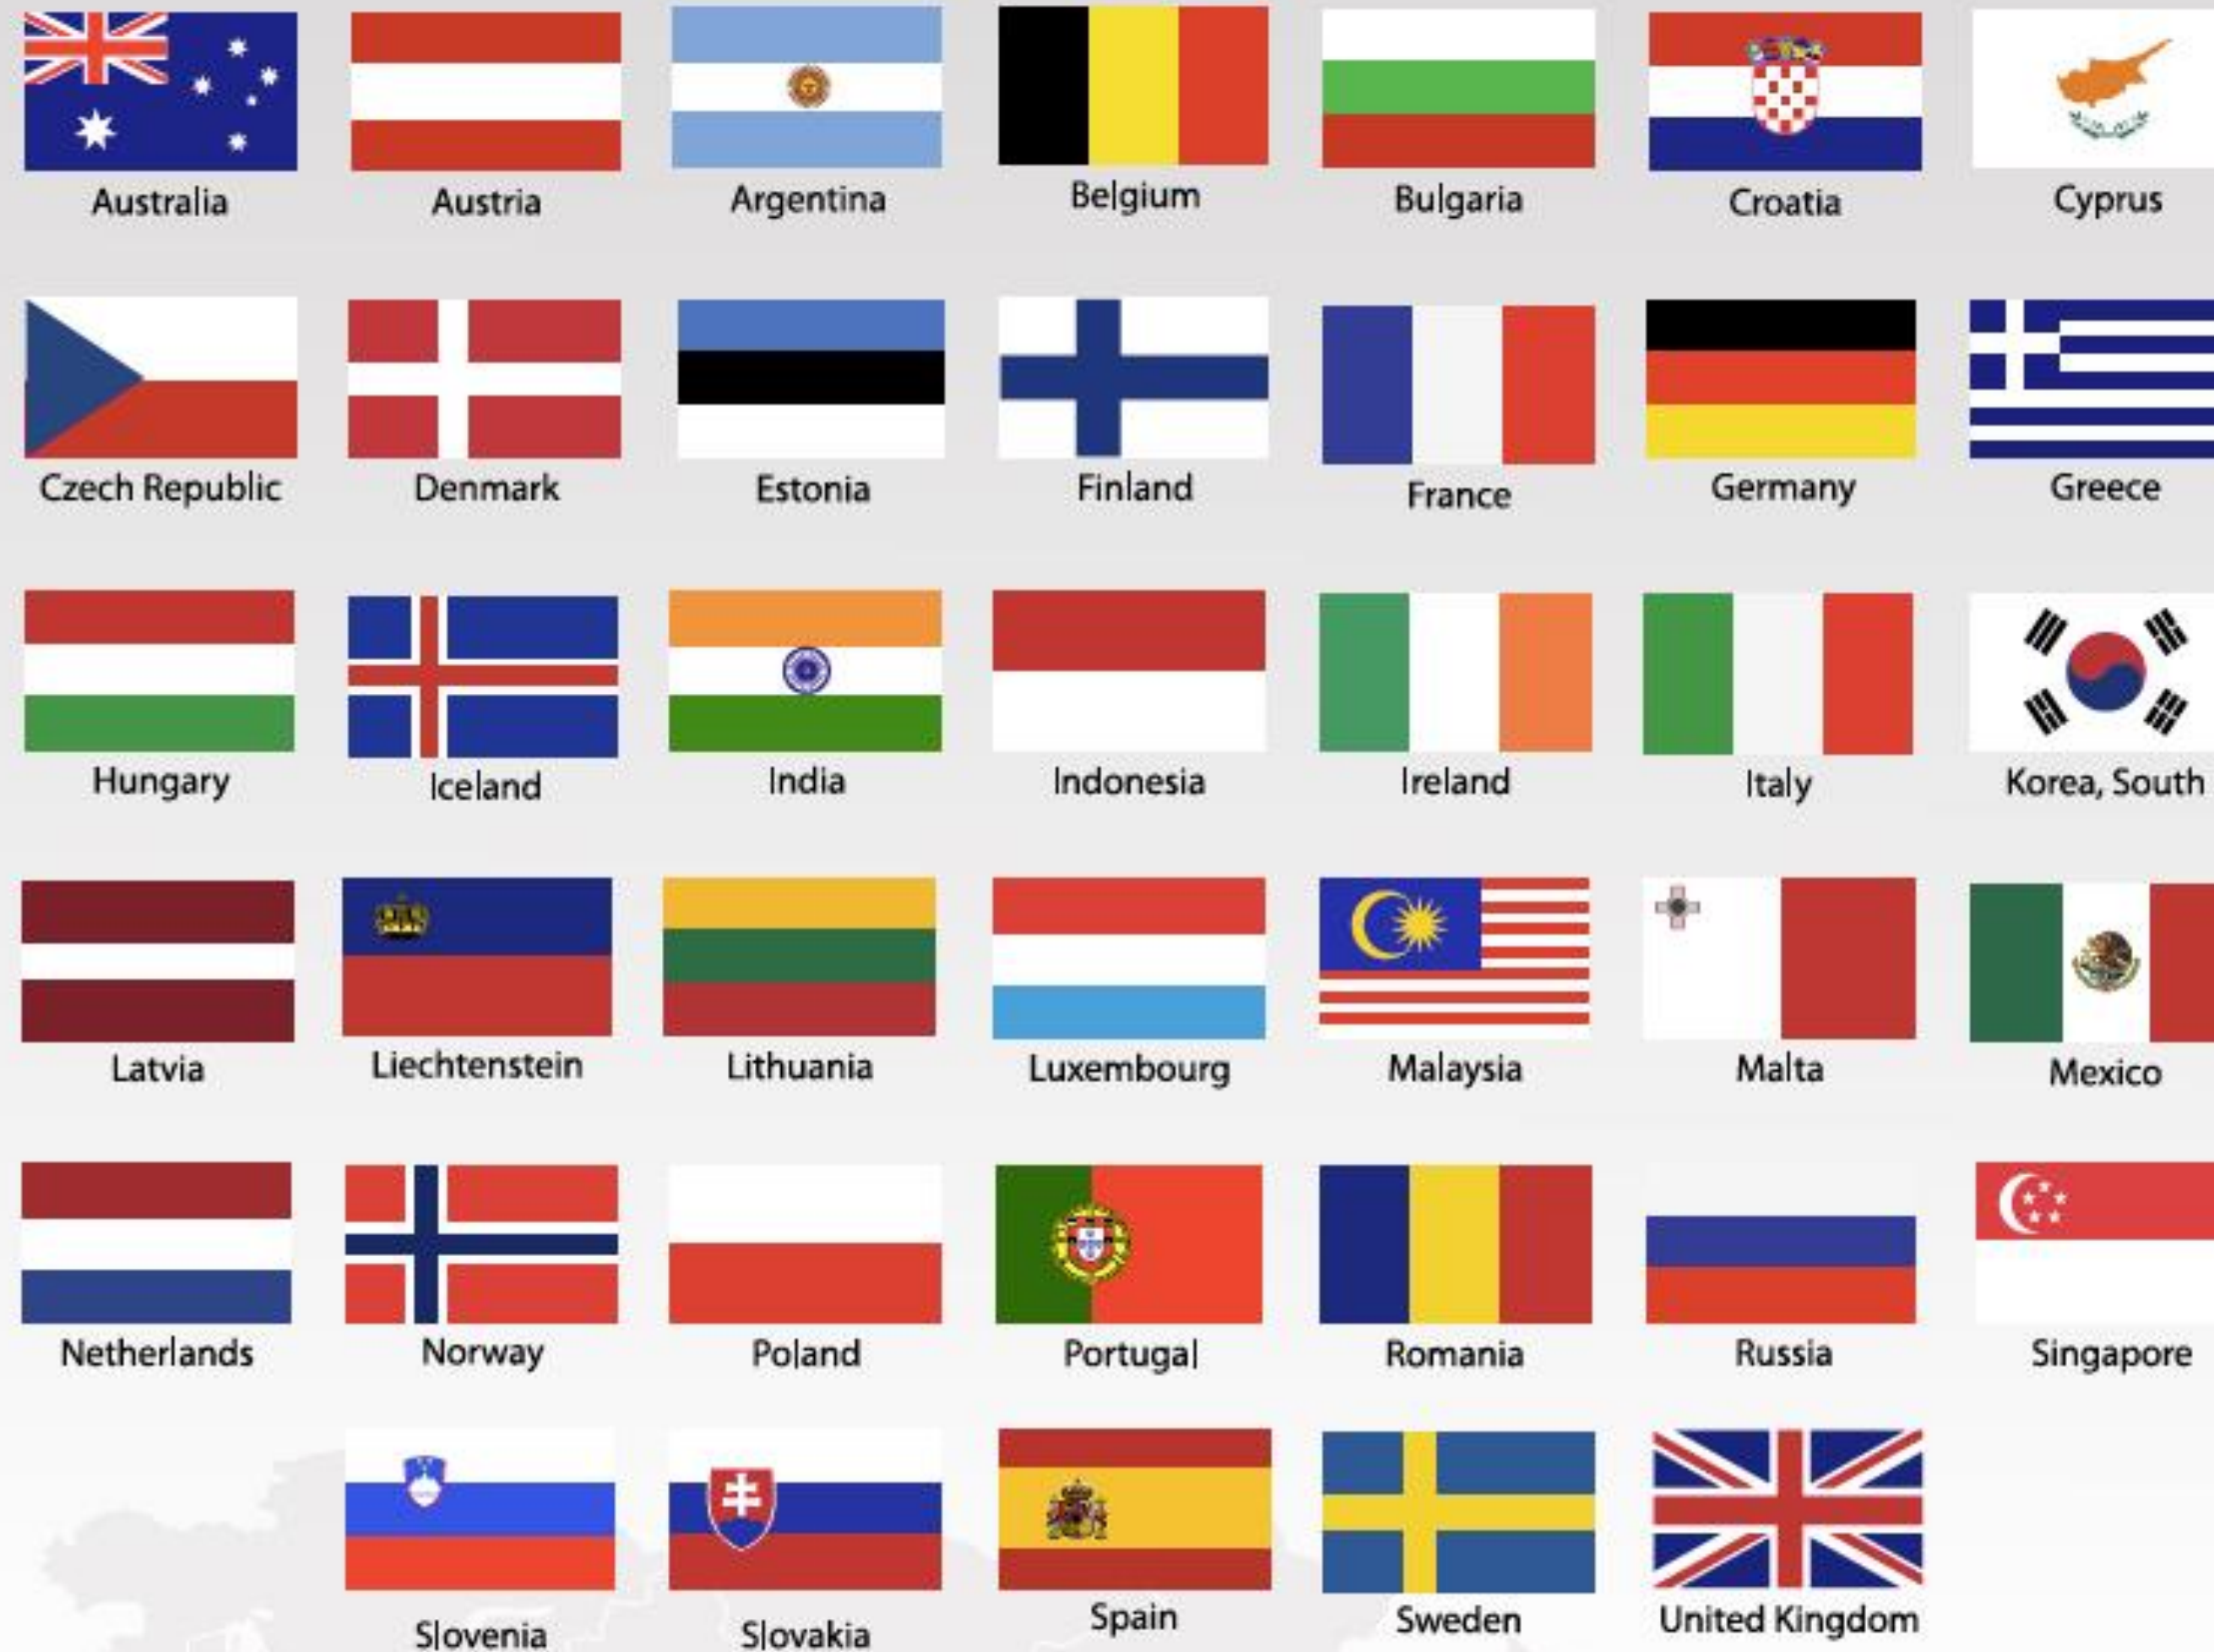 Australia
Austria
Argentina
Belgium
Bulgaria
Croatia
Cyprus
Czech Republic
Denmark
Estonia
Finland
France
Germany
Greece
Hungary
Iceland
India
Indonesia
Ireland
Italy
Korea, South
Latvia
Liechtenstein
Lithuania
Luxembourg
Malaysia
Malta
Mexico
Netherlands
Norway
Poland
Portugal
Romania
Russia
Singapore
Slovenia
Slovakia
Spain
Sweden
United Kingdom